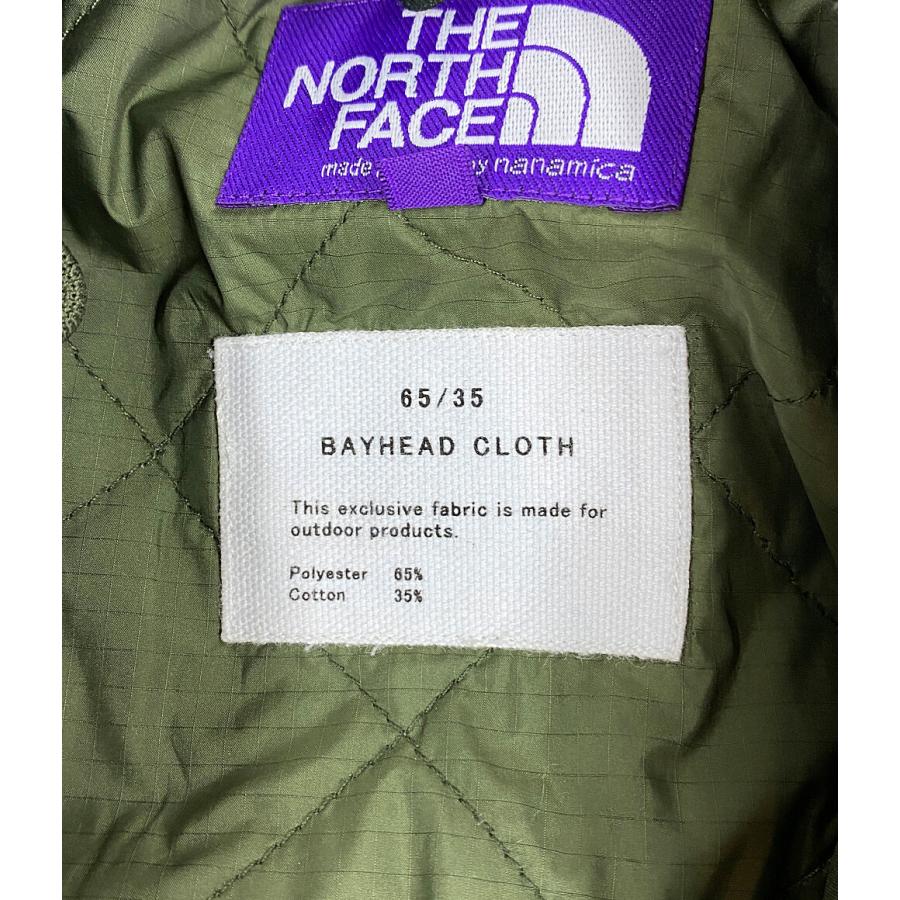 THE
NORTH
FACE
made by nanamica
65/35
BAYHEAD CLOTH
This exclusive fabric is made for
outdoor products.
Polyester 65%
Cotton 35%